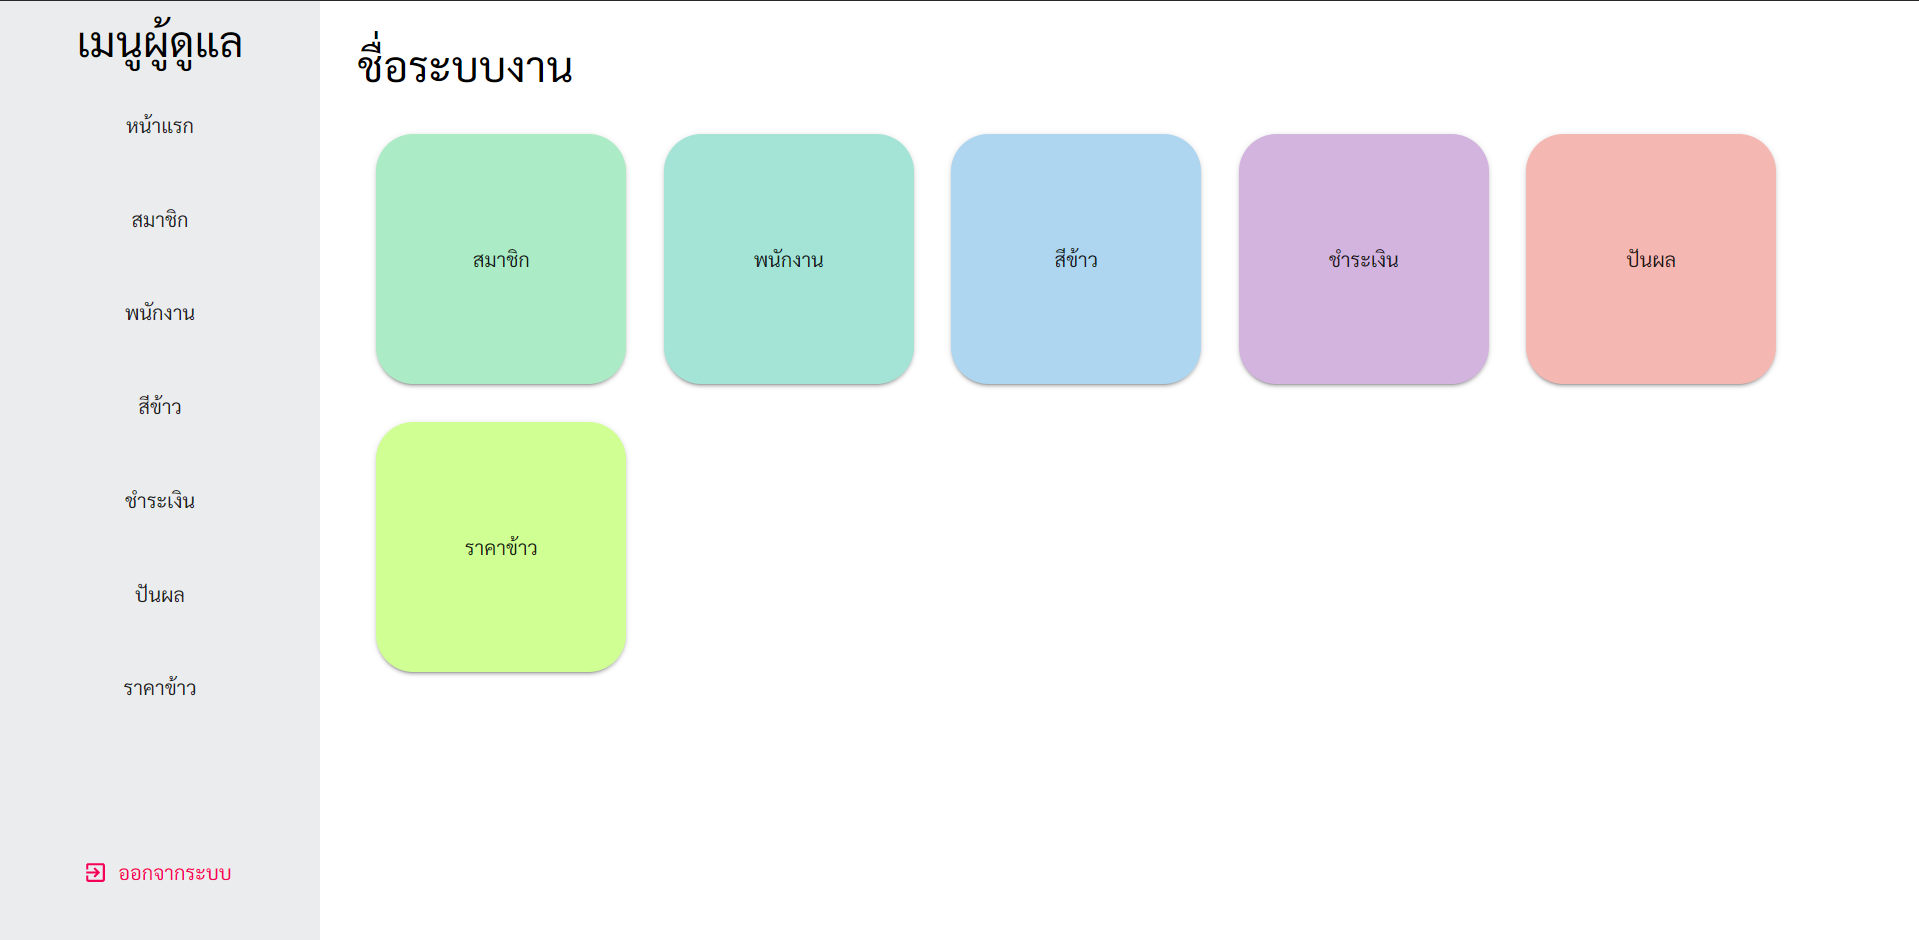 เมนูผู้ดูแล
หน้าแรก
สมาชิก
พนักงาน
สีข้าว
ชำระเงิน
ปันผล
ราคาข้าว
ออกจากระบบ
ชื่อระบบงาน
สมาชิก
พนักงาน
สีข้าว
ชำระเงิน
ปันผล
ราคาข้าว